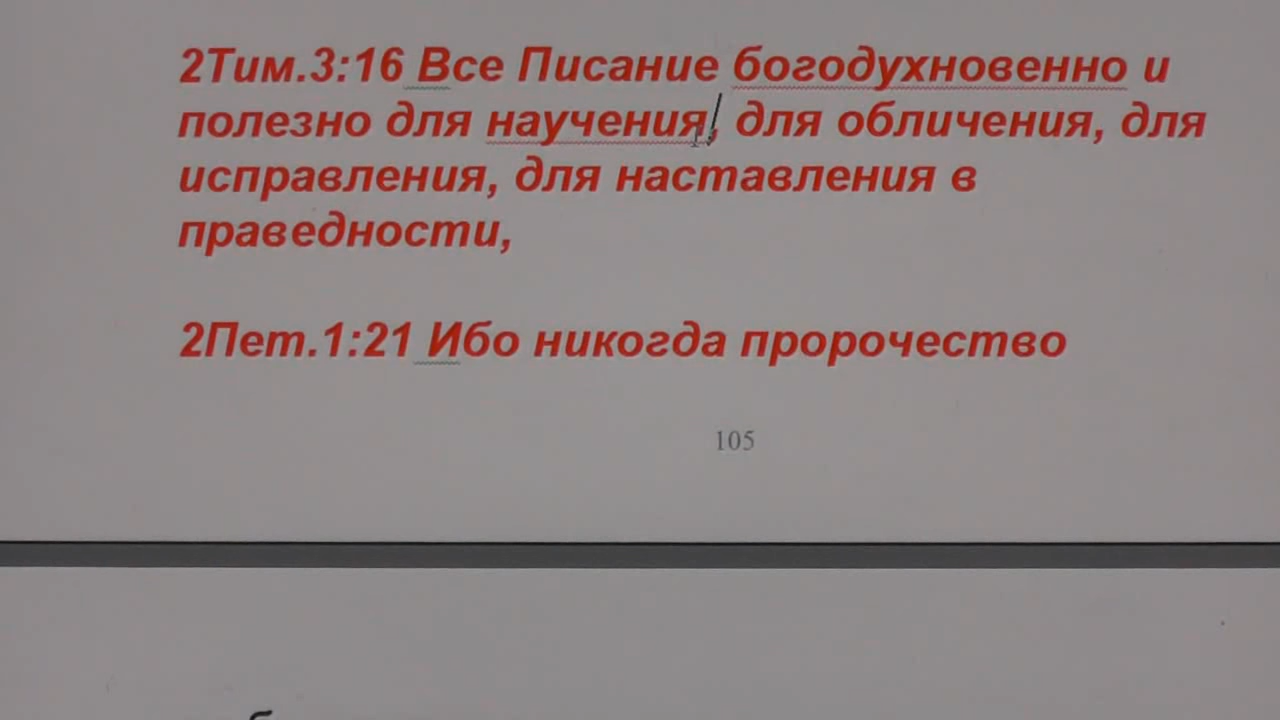 2Тим.3:16 Все Писание богодухновенно и
полезно для научения, для обличения, для
исправления, для наставления в
праведности,
2Пет.1:21 Ибо никогда пророчество
105